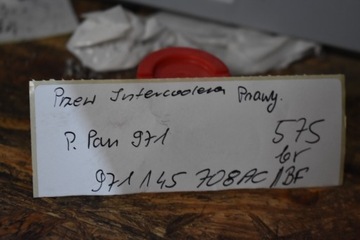 Przew Intercoolera Prawy.
P. Pan 971 575
br
971 145 708AC/BF